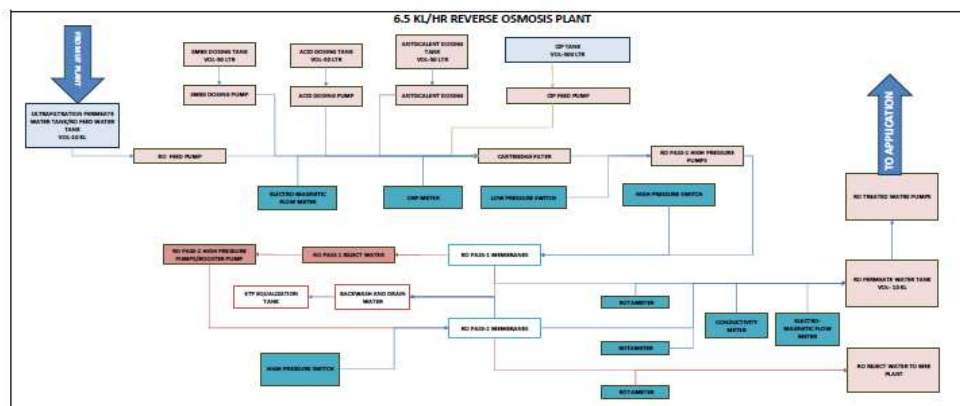 6.5 KL/HR REVERSE OSMOSIS PLANT
FROM UF PLANT
SMBS DOSING TANK
VOL-50 LTR
ACID DOSING TANK
VOL-50 LTR
ANTISCALENT DOSING
TANK
VOL-50 LTR
CIP TANK
VOL-500 LTR
SMBS DOSING PUMP
ACID DOSING PUMP
ANTISCALENT DOSING
CIP FEED PUMP
ULTRAFILTRATION PERMEATE
WATER TANK/RO FEED WATER
TANK
VOL-10 KL
RO FEED PUMP
CARTRIDGE FILTER
RO PASS-1 HIGH PRESSURE
PUMPS
TO APPLICATION
ELECTRO-MAGNETIC
FLOW METER
ORP METER
LOW PRESSURE SWITCH
HIGH PRESSURE SWITCH
RO TREATED WATER PUMPS
RO PASS-2 HIGH PRESSURE
PUMPS/BOOSTER PUMP
RO PASS-1 REJECT WATER
RO PASS-1 MEMBRANES
RO PERMEATE WATER TANK
VOL- 10 KL
ETP EQUALIZATION
TANK
BACKWASH AND DRAIN
WATER
ROTAMETER
RO PASS-2 MEMBRANES
CONDUCTIVITY
METER
ELECTRO-
MAGNETIC FLOW
METER
ROTAMETER
HIGH PRESSURE SWITCH
RO REJECT WATER TO MEE
PLANT
ROTAMETER